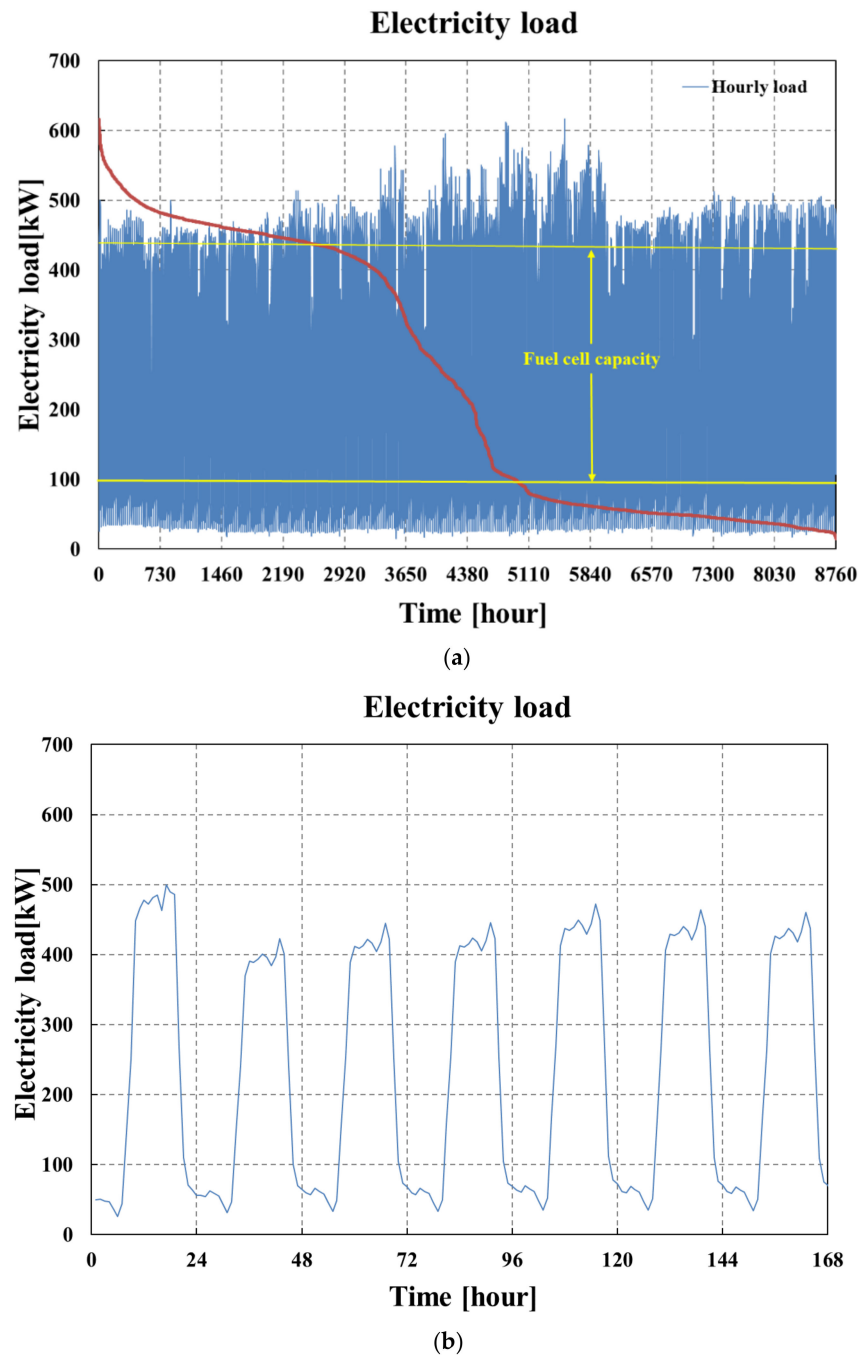 Electricity load
700
600
500
400
300
200
100
0
Electricity load[kW]
Hourly load
Fuel cell capacity
0 730 1460 2190 2920 3650 4380 5110 5840 6570 7300 8030 8760
Time [hour]
(a)
Electricity load
700
600
500
400
300
200
100
0
Electricity load[kW]
0 24 48 72 96 120 144 168
Time [hour]
(b)